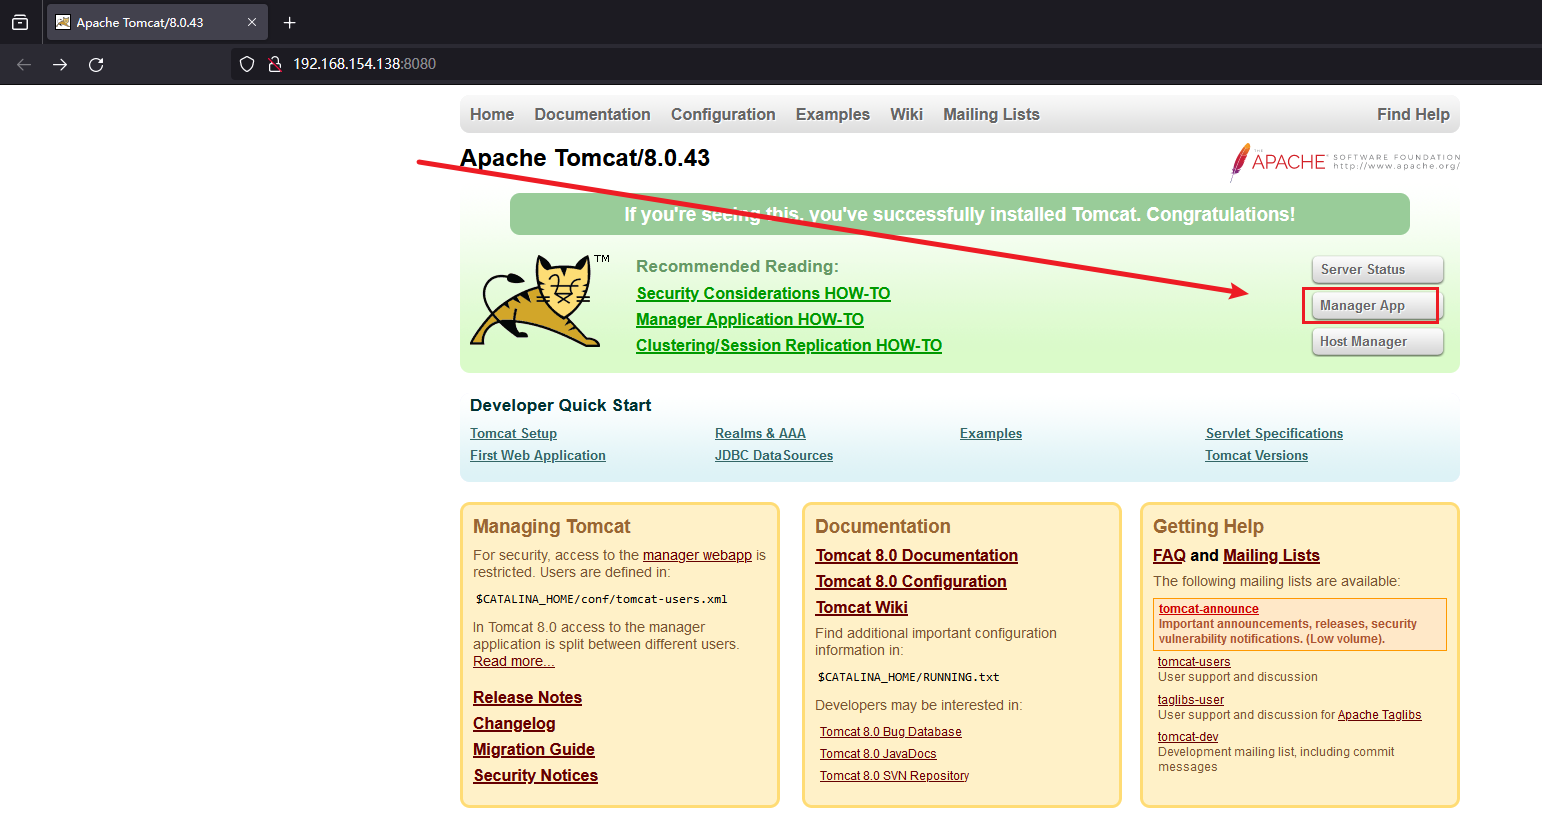 Apache Tomcat/8.0.43
192.168.154.138:8080
Home Documentation Configuration Examples Wiki Mailing Lists Find Help
Apache Tomcat/8.0.43
THE
APACHE SOFTWARE FOUNDATION
http://www.apache.org/
If you're seeing this, you've successfully installed Tomcat. Congratulations!
TM
Recommended Reading:
Security Considerations HOW-TO
Manager Application HOW-TO
Clustering/Session Replication HOW-TO
Server Status
Manager App
Host Manager
Developer Quick Start
Tomcat Setup
First Web Application
Realms & AAA
JDBC DataSources
Examples
Servlet Specifications
Tomcat Versions
Managing Tomcat
For security, access to the manager webapp is
restricted. Users are defined in:
$CATALINA_HOME/conf/tomcat-users.xml
In Tomcat 8.0 access to the manager
application is split between different users.
Read more...
Release Notes
Changelog
Migration Guide
Security Notices
Documentation
Tomcat 8.0 Documentation
Tomcat 8.0 Configuration
Tomcat Wiki
Find additional important configuration
information in:
$CATALINA_HOME/RUNNING.txt
Developers may be interested in:
Tomcat 8.0 Bug Database
Tomcat 8.0 JavaDocs
Tomcat 8.0 SVN Repository
Getting Help
FAQ and Mailing Lists
The following mailing lists are available:
tomcat-announce
Important announcements, releases, security
vulnerability notifications. (Low volume).
tomcat-users
User support and discussion
taglibs-user
User support and discussion for Apache Taglibs
tomcat-dev
Development mailing list, including commit
messages